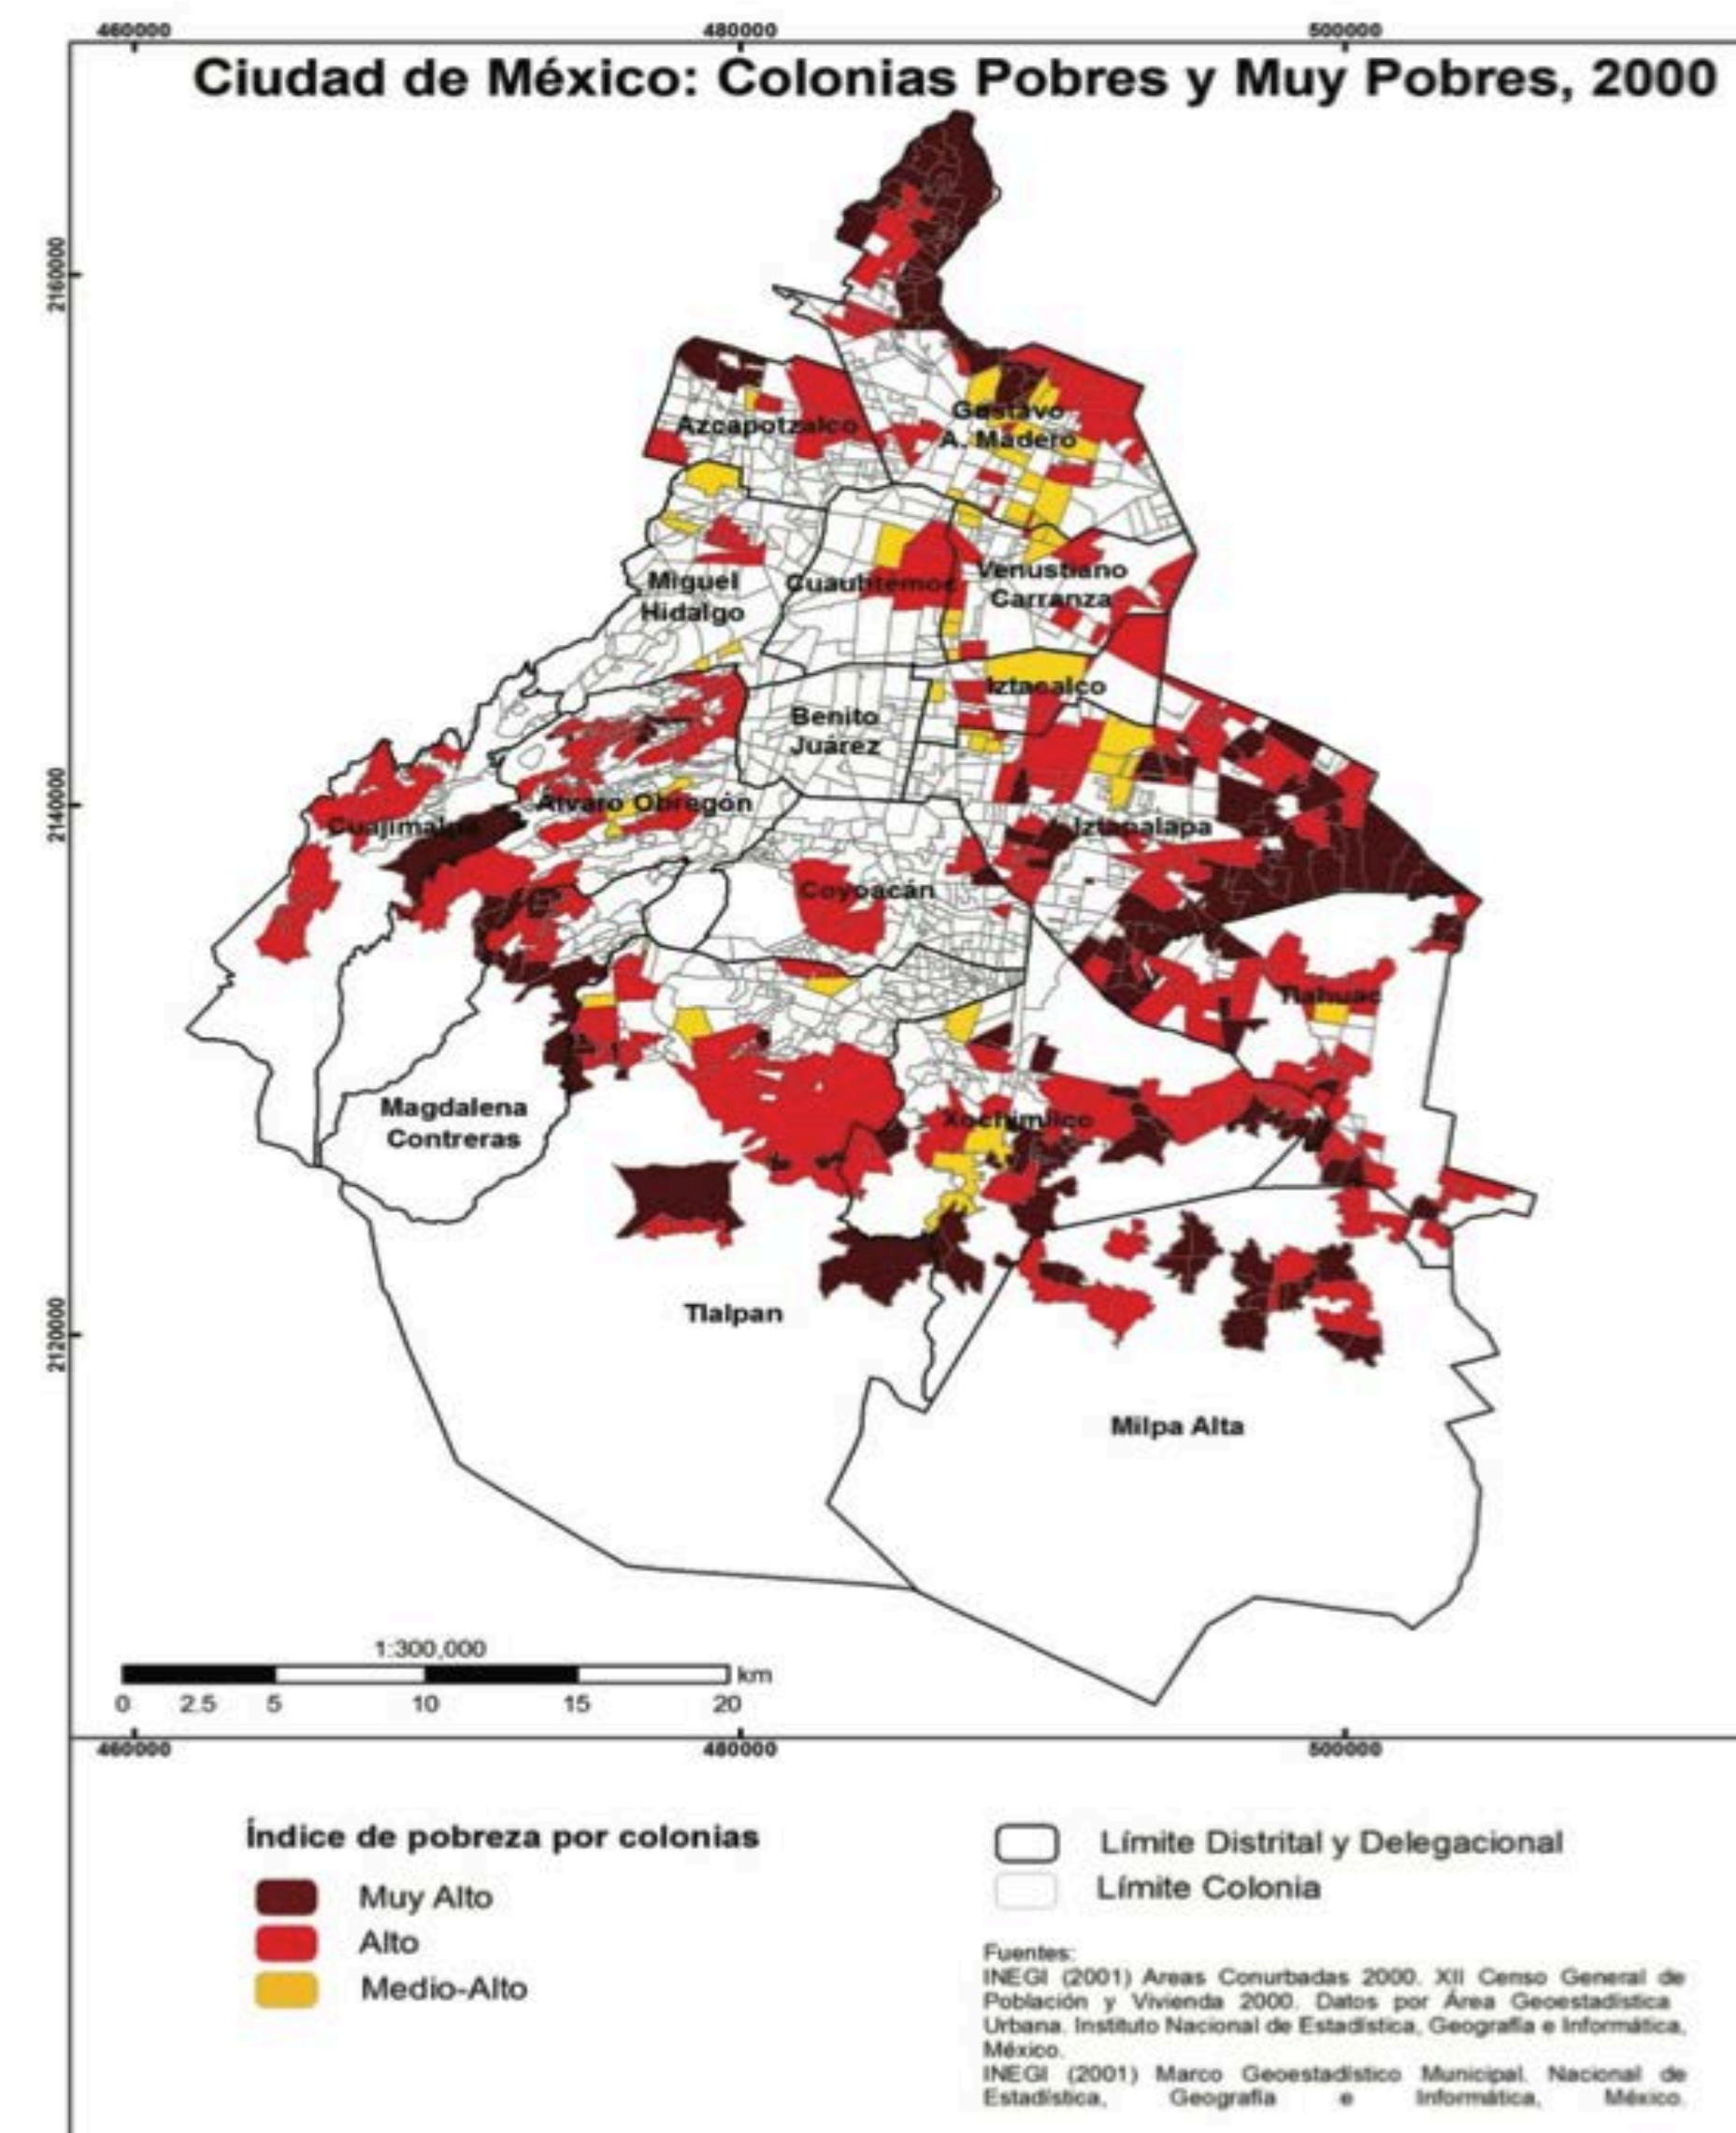 460000 480000 500000
Ciudad de México: Colonias Pobres y Muy Pobres, 2000
2160000
Gustavo
A. Madero
Azcapotzalco
Miguel
Hidalgo
Cuauhtemoc
Venustiano
Carranza
Iztacalco
Benito
Juárez
2140000
Alvaro Obregón
Cuajimalpa
Iztapalapa
Coyoacán
Tlahuac
Magdalena
Contreras
Xochimilco
2120000
Tlalpan
Milpa Alta
1:300,000
km
0 2.5 5 10 15 20
460000 480000 500000
Índice de pobreza por colonias
Muy Alto
Alto
Medio-Alto
Límite Distrital y Delegacional
Límite Colonia
Fuentes:
INEGI (2001) Areas Conurbadas 2000. XII Censo General de
Población y Vivienda 2000. Datos por Área Geoestadística
Urbana. Instituto Nacional de Estadística, Geografía e Informática,
México.
INEGI (2001) Marco Geoestadístico Municipal. Nacional de
Estadística, Geografía e Informática, México.